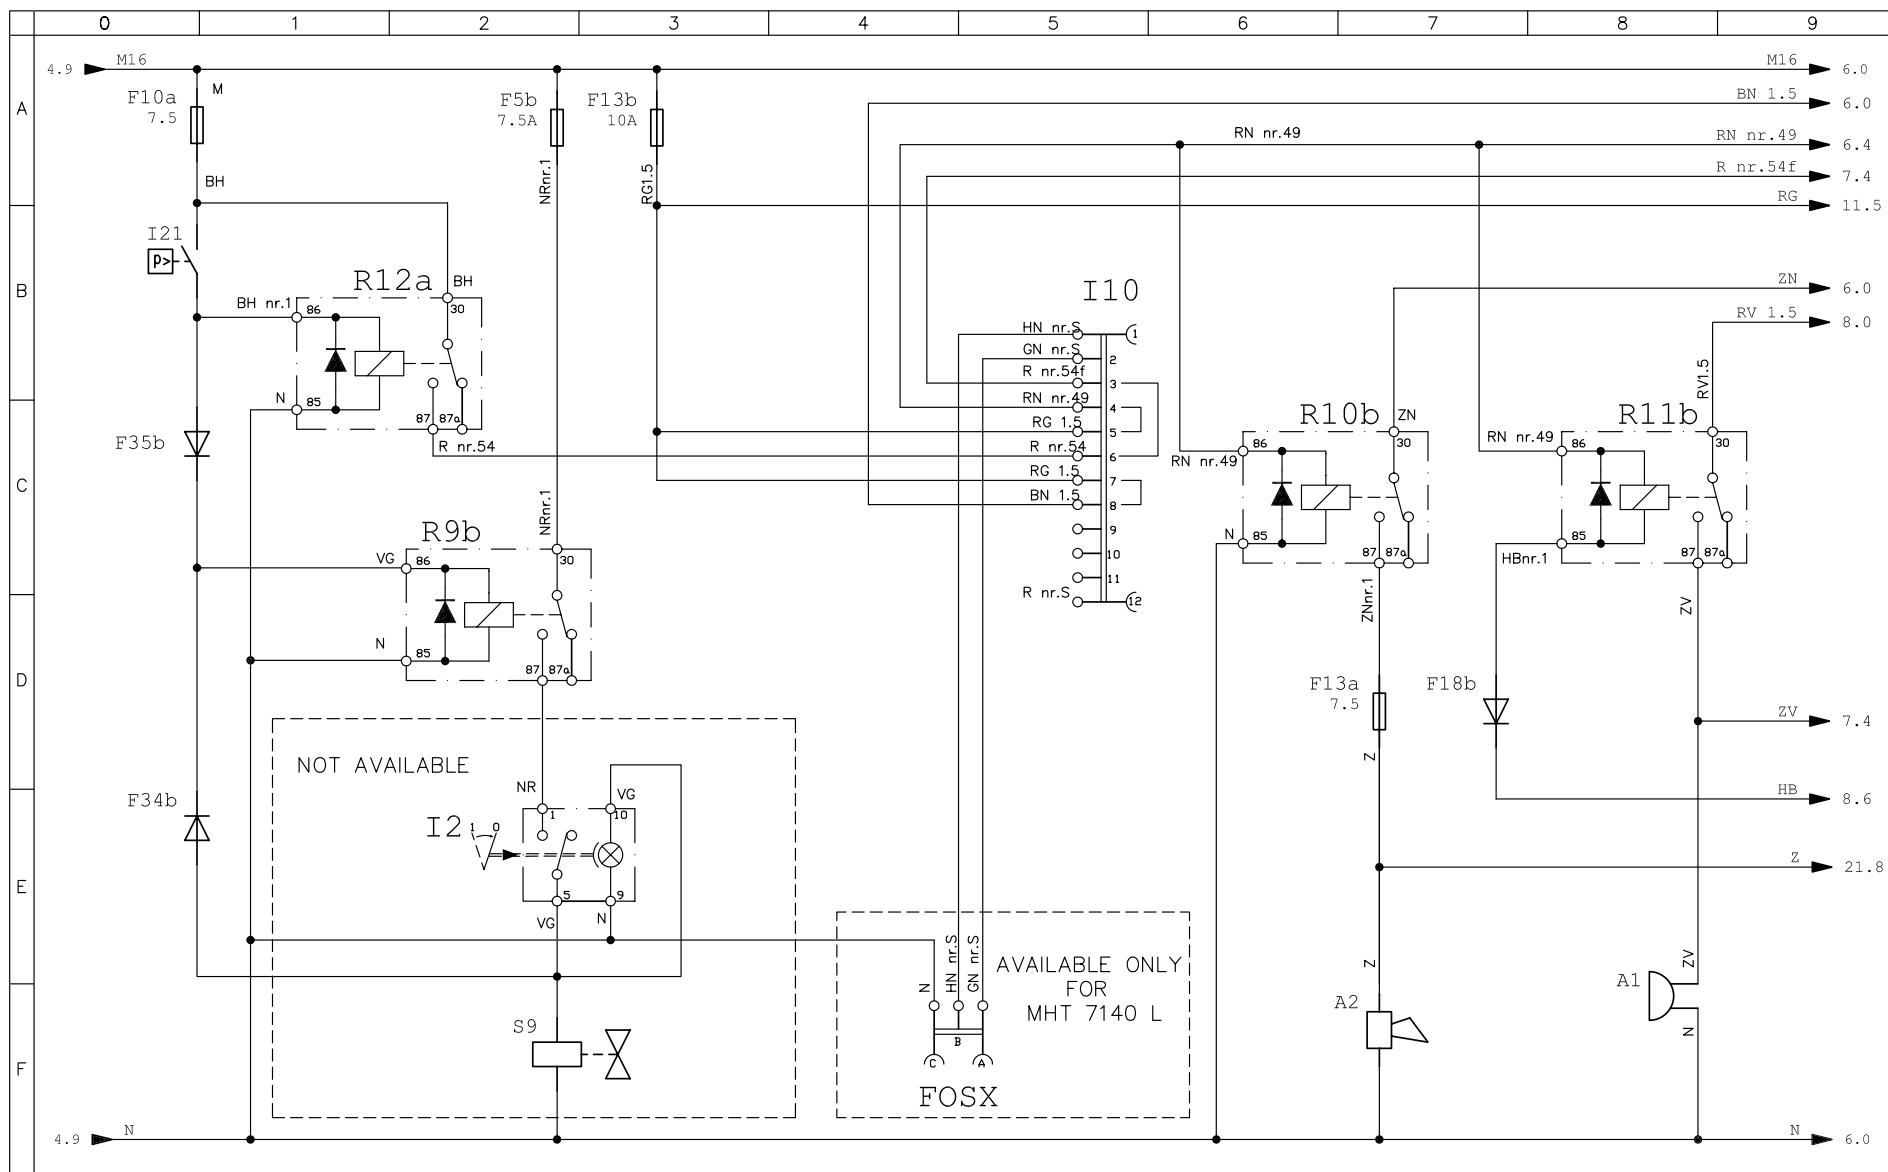 0 1 2 3 4 5 6 7 8 9
A
B
C
D
E
F
4.9 M16
M16 6.0
BN 1.5 6.0
RN nr.49
RN nr.49 6.4
R nr.54f 7.4
RG 11.5
F10a
7.5
M
BH
F5b
7.5A
NRnr.1
F13b
10A
RG1.5
I21
P>
BH nr.1
R12a
BH
86
30
N
85
87
87a
R nr.54
F35b
I10
HN nr.S
GN nr.S
R nr.54f
RN nr.49
RG 1.5
R nr.54
RG 1.5
BN 1.5
R nr.S
1
2
3
4
5
6
7
8
9
10
11
12
ZN 6.0
RV 1.5 8.0
RV1.5
R10b
ZN
86
30
RN nr.49
N
85
87
87a
ZNnr.1
R11b
RN nr.49
86
30
HBnr.1
85
87
87a
ZV
NRnr.1
R9b
VG
86
30
N
85
87
87a
F13a
7.5
Z
F18b
ZV 7.4
HB 8.6
Z 21.8
NOT AVAILABLE
F34b
NR
VG
1
10
I2
1 0
5
9
VG
N
S9
N
HN nr.S
GN nr.S
AVAILABLE ONLY
FOR
MHT 7140 L
B
C
A
FOSX
Z
A2
ZV
A1
N
4.9 N
N 6.0